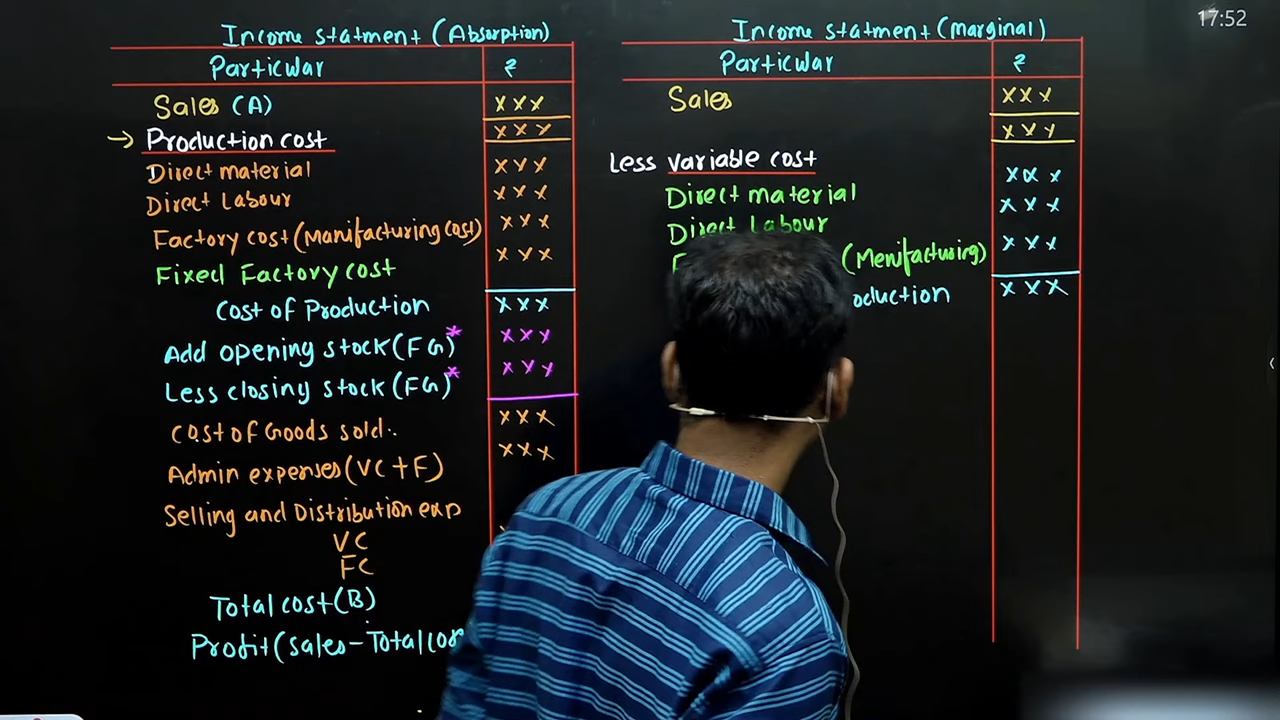 17:52
Income statment (Absorption)
Particular ₹
Sales (A) xxx
→ Production cost xxx
Direct material xxx
Direct Labour xxx
Factory cost (Manufacturing cost) xxx
Fixed Factory cost xxx
Cost of Production xxx
Add opening stock (FG)* xxx
Less closing stock (FG)* xxx
Cost of Goods sold.. xxx
Admin expenses (VC + F) xxx
Selling and Distribution exp
VC
FC
Total cost (B)
Profit (Sales - Total cos
Income statment (marginal)
Particular ₹
Sales xxx
xxx
Less variable cost
Direct material xxx
Direct Labour xxx
(Menifacturing) xxx
oduction xxx